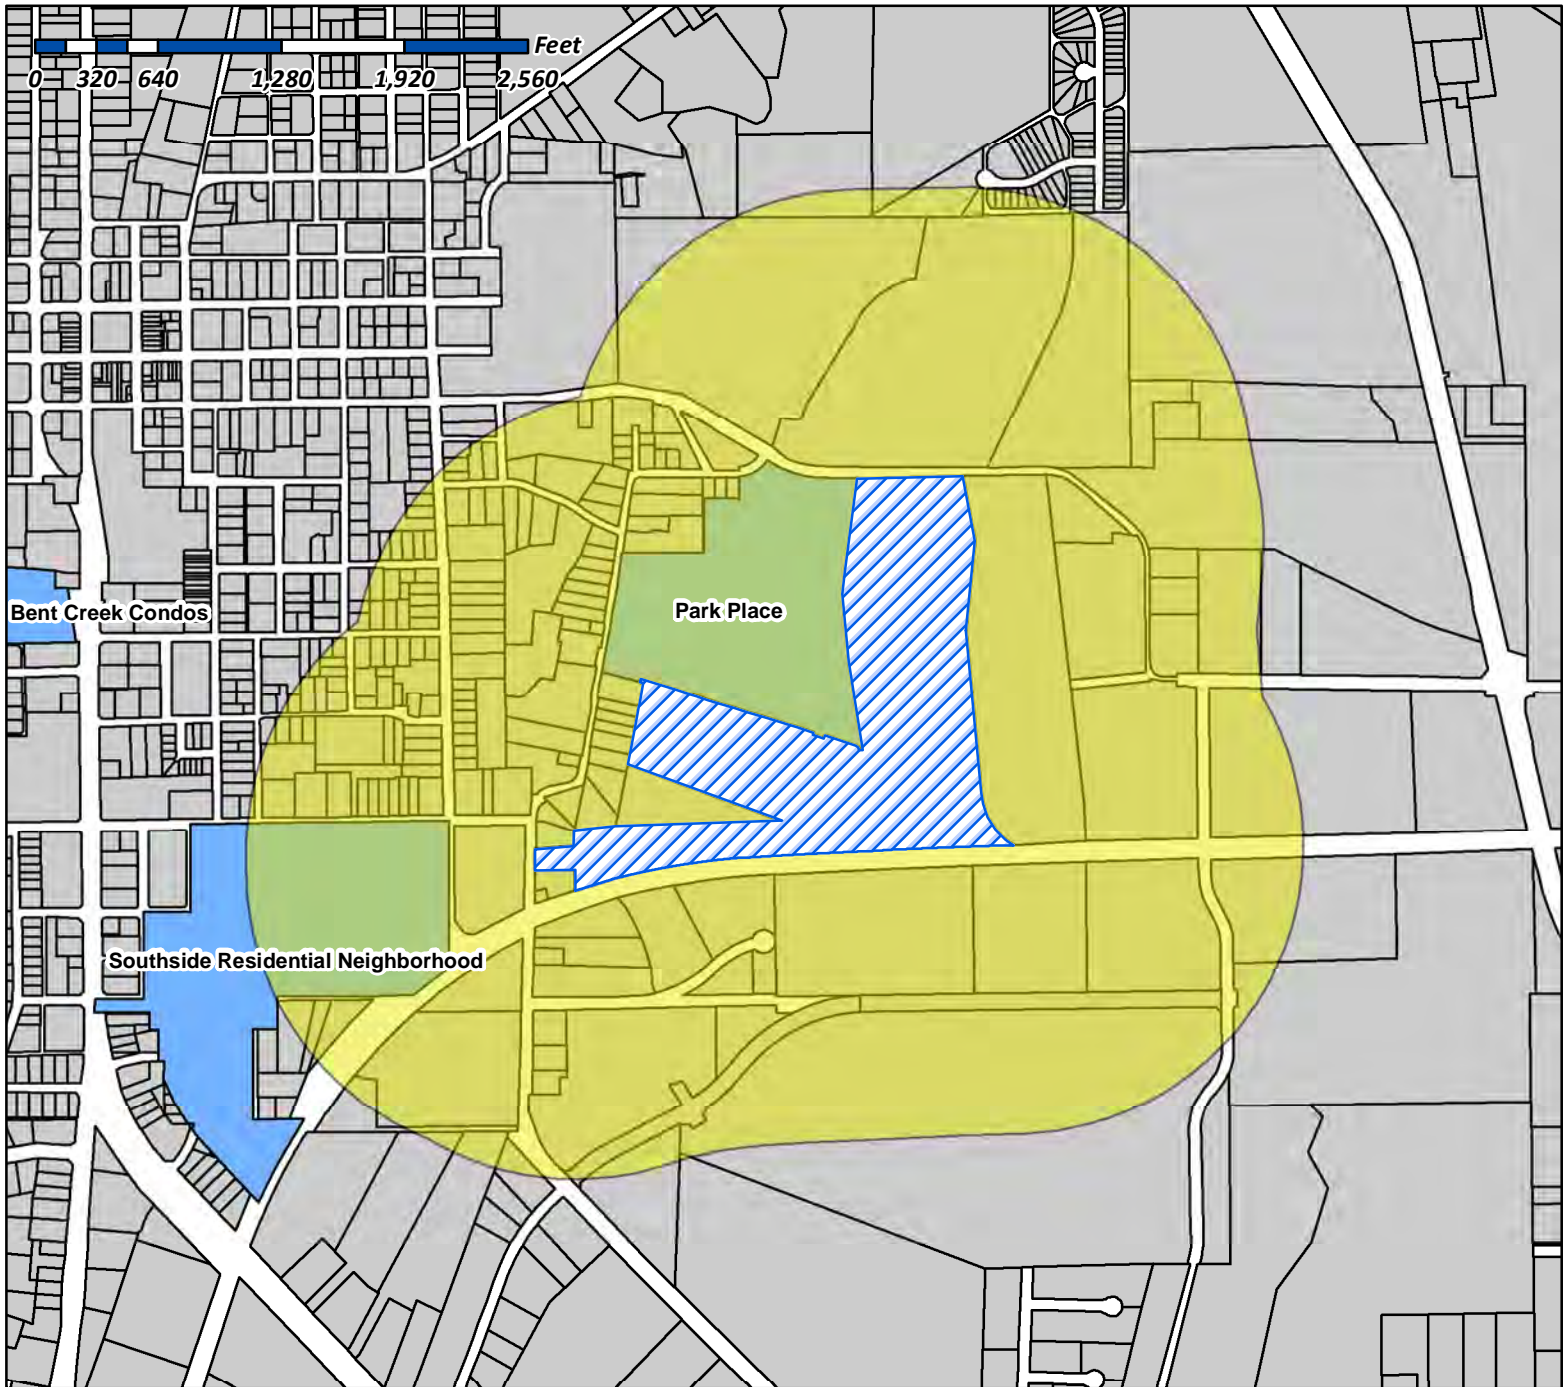 Feet
0 320 640 1,280 1,920 2,560
Bent Creek Condos
Park Place
Southside Residential Neighborhood